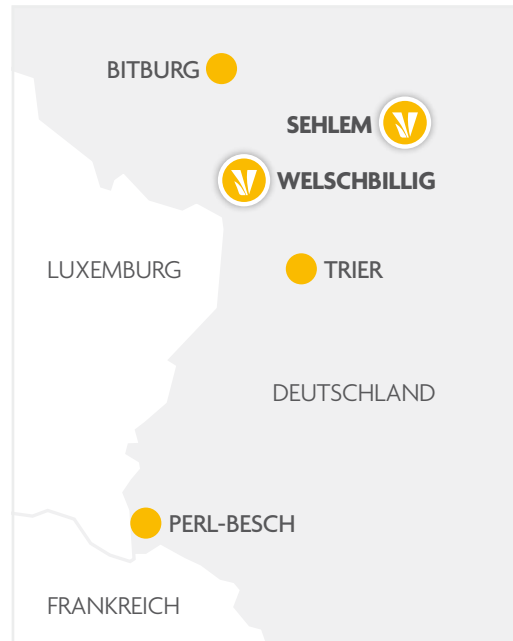 BITBURG
SEHLEM
WELSCHBILLIG
LUXEMBURG
TRIER
DEUTSCHLAND
PERL-BESCH
FRANKREICH